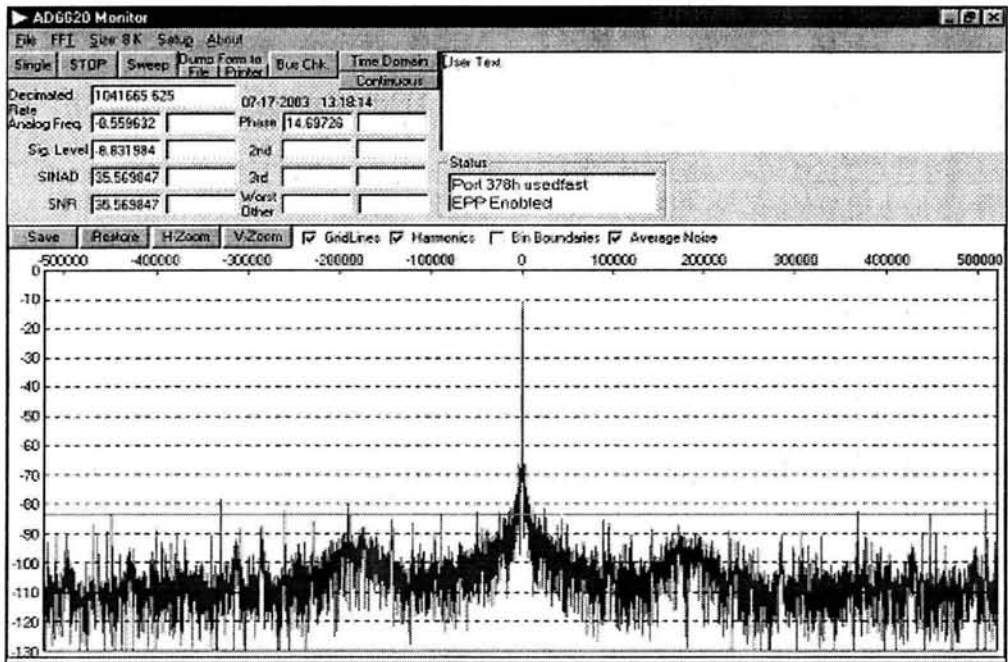 AD6620 Monitor
File FFT Size: 8 K Setup About
Single STOP Sweep Dump Form to File Printer Bus Chk. Time Domain Continuous
User Text
Decimated Rate 1041665.625 07-17-2003 13:18:14
Analog Freq. -8.559632 Phase 14.69726
Sig. Level -8.831984 2nd
SINAD 35.569847 3rd
SNR 35.569847 Worst Other
Status
Port 378h usedfast
EPP Enabled
Save Restore H-Zoom V-Zoom GridLines Harmonics Bin Boundaries Average Noise
-500000 -400000 -300000 -200000 -100000 0 100000 200000 300000 400000 500000
0
-10
-20
-30
-40
-50
-60
-70
-80
-90
-100
-110
-120
-130